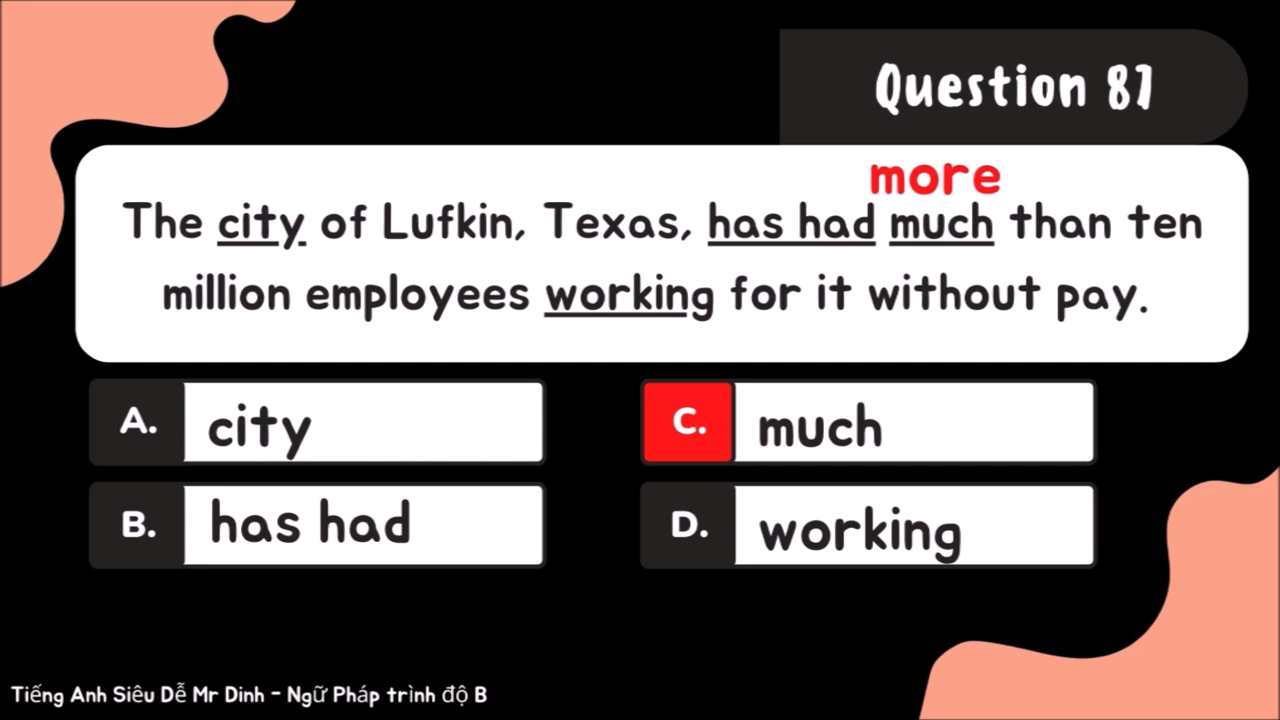 Question 87
more
The city of Lufkin, Texas, has had much than ten
million employees working for it without pay.
A. city
C. much
B. has had
D. working
Tiếng Anh Siêu Dễ Mr Dinh - Ngữ Pháp trình độ B